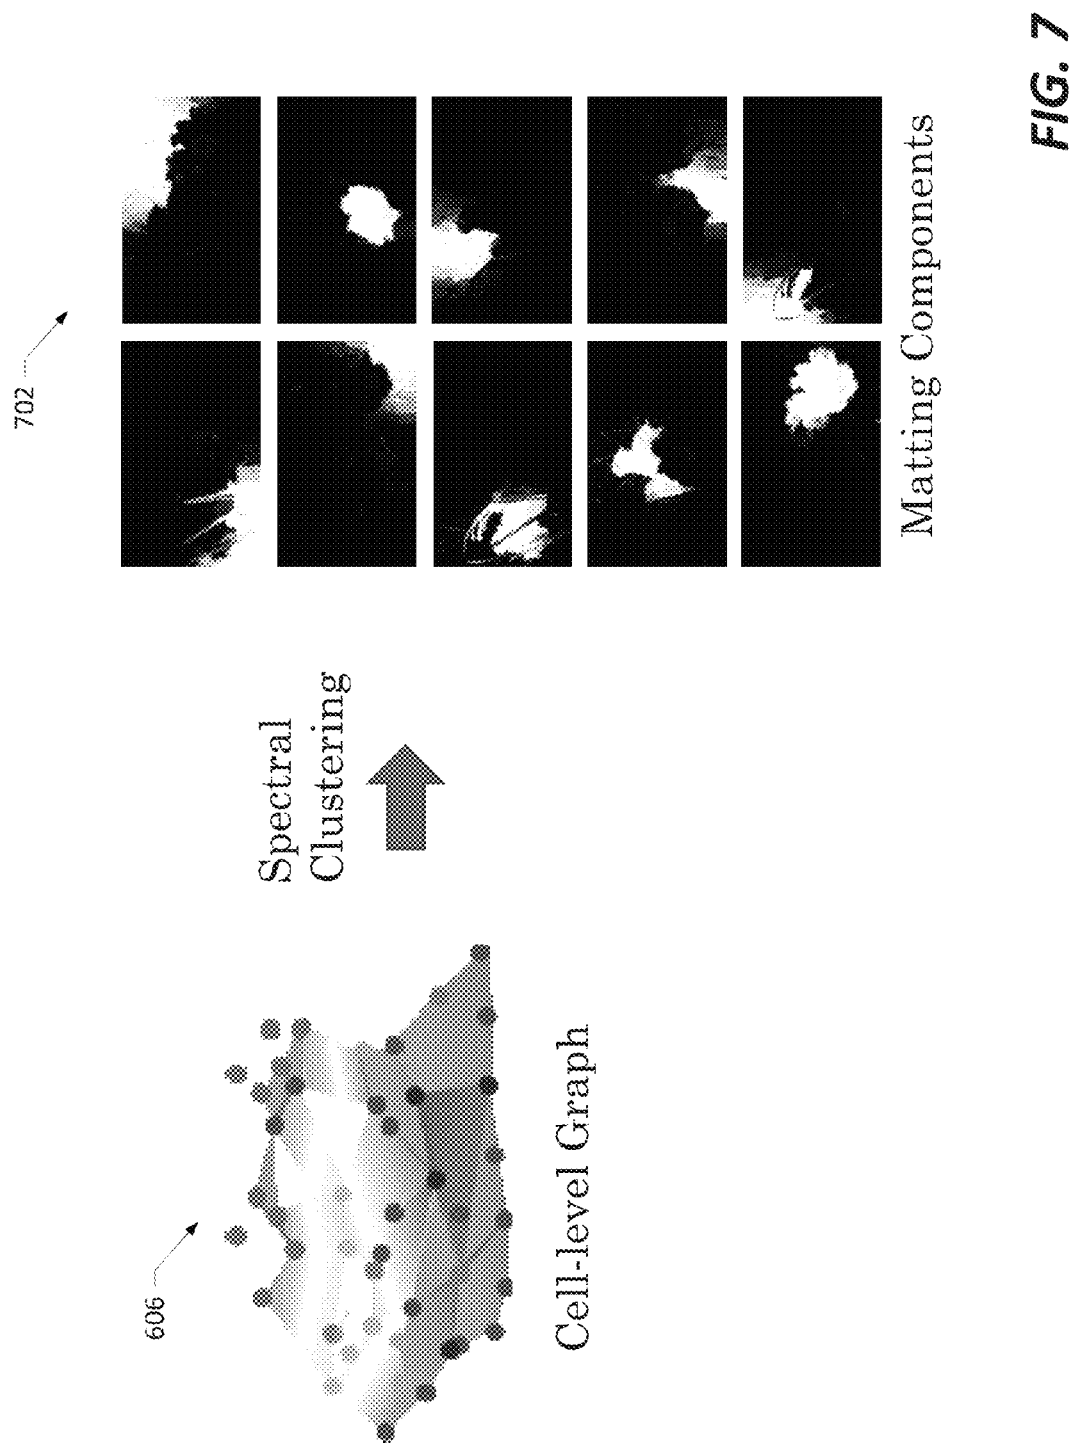 606
Cell-level Graph
Spectral
Clustering
702
Matting Components
FIG. 7